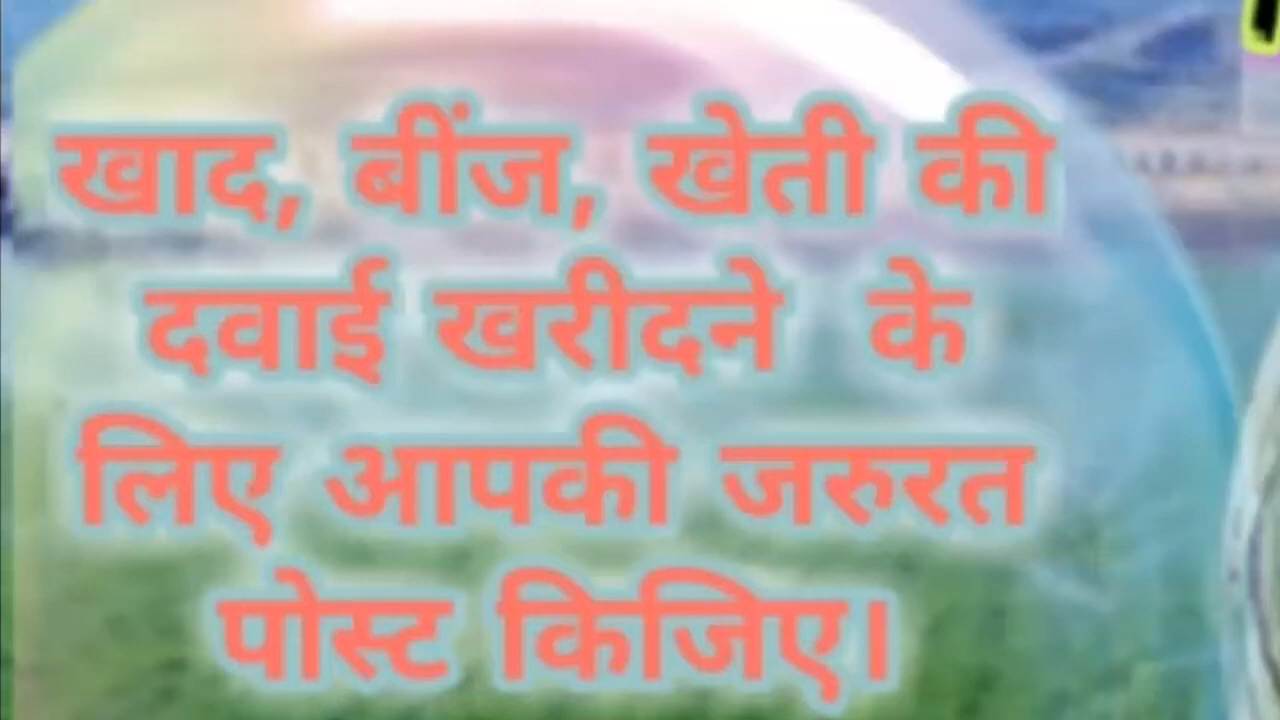 खाद, बींज, खेती की
दवाई खरीदने के
लिए आपकी जरुरत
पोस्ट किजिए।